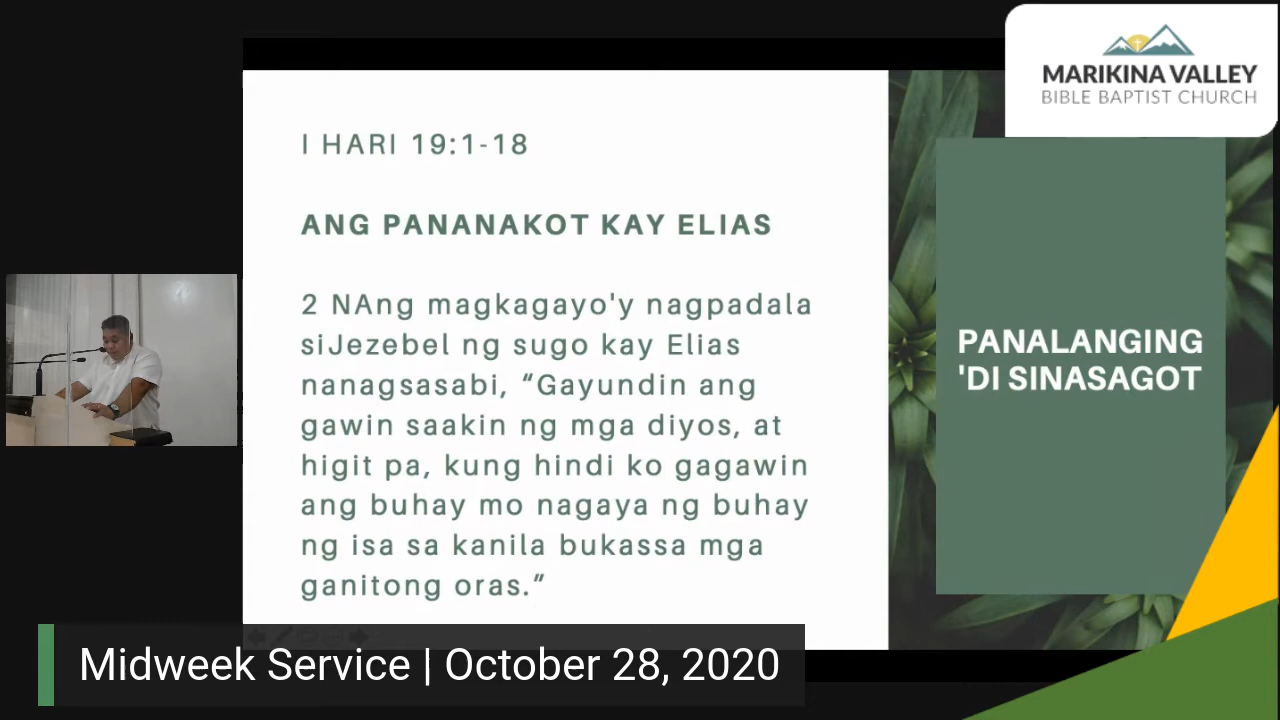 MARIKINA VALLEY
BIBLE BAPTIST CHURCH
I HARI 19:1-18
ANG PANANAKOT KAY ELIAS
2 NAng magkagayo'y nagpadala
siJezebel ng sugo kay Elias
nanagsasabi, “Gayundin ang
gawin saakin ng mga diyos, at
higit pa, kung hindi ko gagawin
ang buhay mo nagaya ng buhay
ng isa sa kanila bukassa mga
ganitong oras.”
PANALANGING
'DI SINASAGOT
Midweek Service | October 28, 2020